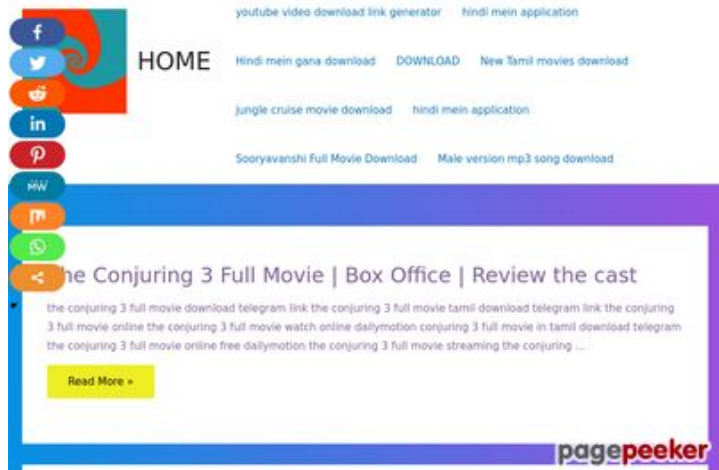 youtube video download link generator hindi mein application
HOME Hindi mein gana download DOWNLOAD New Tamil movies download
jungle cruise movie download hindi mein application
Sooryavanshi Full Movie Download Male version mp3 song download
f
in
MW
The Conjuring 3 Full Movie | Box Office | Review the cast
the conjuring 3 full movie download telegram link the conjuring 3 full movie tamil download telegram link the conjuring
3 full movie online the conjuring 3 full movie watch online dailymotion conjuring 3 full movie in tamil download telegram
the conjuring 3 full movie online free dailymotion the conjuring 3 full movie streaming the conjuring ...
Read More »
pagepeeker